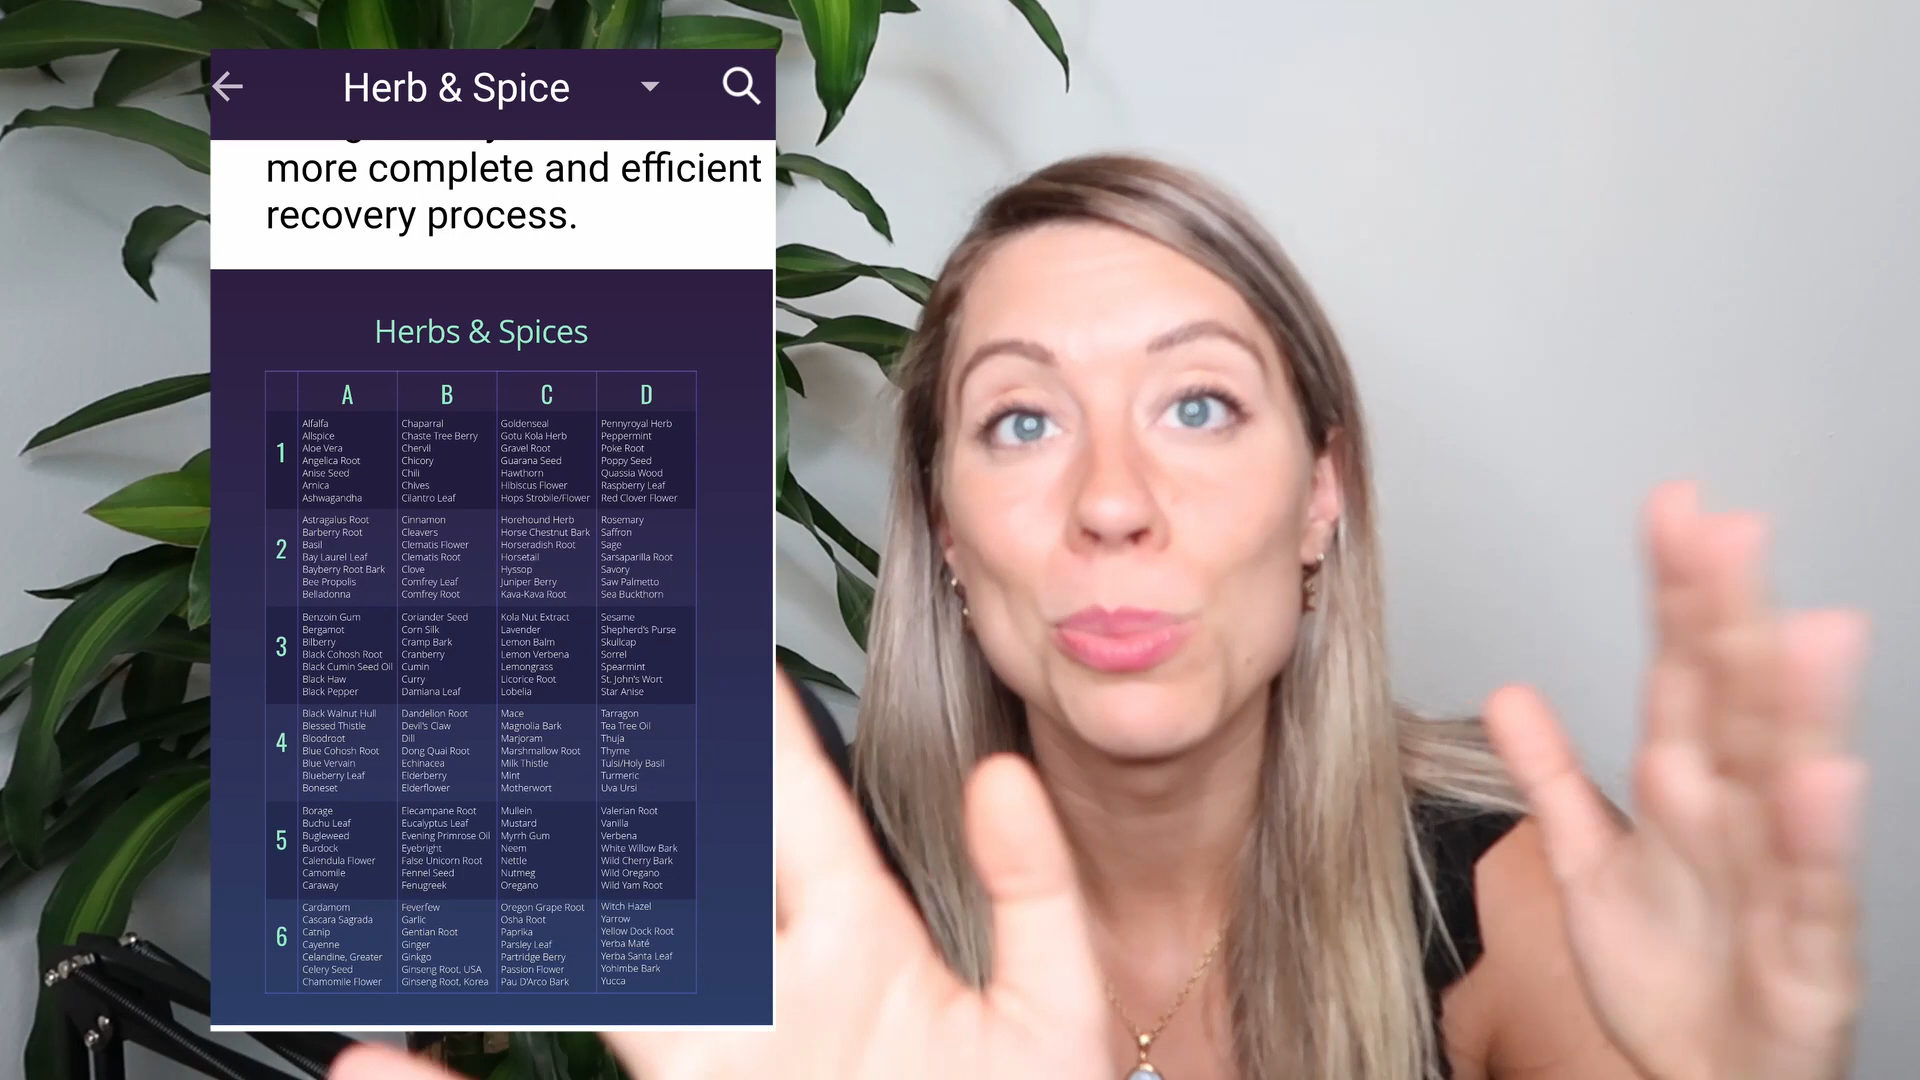 Herb & Spice
more complete and efficient
recovery process.
Herbs & Spices
A B C D
1
Alfalfa
Allspice
Aloe Vera
Angelica Root
Anise Seed
Arnica
Ashwagandha
Chaparral
Chaste Tree Berry
Chervil
Chicory
Chili
Chives
Cilantro Leaf
Goldenseal
Gotu Kola Herb
Gravel Root
Guarana Seed
Hawthorn
Hibiscus Flower
Hops Strobile/Flower
Pennyroyal Herb
Peppermint
Poke Root
Poppy Seed
Quassia Wood
Raspberry Leaf
Red Clover Flower
2
Astragalus Root
Barberry Root
Basil
Bay Laurel Leaf
Bayberry Root Bark
Bee Propolis
Belladonna
Cinnamon
Cleavers
Clematis Flower
Clematis Root
Clove
Comfrey Leaf
Comfrey Root
Horehound Herb
Horse Chestnut Bark
Horseradish Root
Horsetail
Hyssop
Juniper Berry
Kava-Kava Root
Rosemary
Saffron
Sage
Sarsaparilla Root
Savory
Saw Palmetto
Sea Buckthorn
3
Benzoin Gum
Bergamot
Bilberry
Black Cohosh Root
Black Cumin Seed Oil
Black Haw
Black Pepper
Coriander Seed
Corn Silk
Cramp Bark
Cranberry
Cumin
Curry
Damiana Leaf
Kola Nut Extract
Lavender
Lemon Balm
Lemon Verbena
Lemongrass
Licorice Root
Lobelia
Sesame
Shepherd's Purse
Skullcap
Sorrel
Spearmint
St. John's Wort
Star Anise
4
Black Walnut Hull
Blessed Thistle
Bloodroot
Blue Cohosh Root
Blue Vervain
Blueberry Leaf
Boneset
Dandelion Root
Devil's Claw
Dill
Dong Quai Root
Echinacea
Elderberry
Elderflower
Mace
Magnolia Bark
Marjoram
Marshmallow Root
Milk Thistle
Mint
Motherwort
Tarragon
Tea Tree Oil
Thuja
Thyme
Tulsi/Holy Basil
Turmeric
Uva Ursi
5
Borage
Buchu Leaf
Bugleweed
Burdock
Calendula Flower
Camomile
Caraway
Elecampane Root
Eucalyptus Leaf
Evening Primrose Oil
Eyebright
False Unicorn Root
Fennel Seed
Fenugreek
Mullein
Mustard
Myrrh Gum
Neem
Nettle
Nutmeg
Oregano
Valerian Root
Vanilla
Verbena
White Willow Bark
Wild Cherry Bark
Wild Oregano
Wild Yam Root
6
Cardamom
Cascara Sagrada
Catnip
Cayenne
Celandine, Greater
Celery Seed
Chamomile Flower
Feverfew
Garlic
Gentian Root
Ginger
Ginkgo
Ginseng Root, USA
Ginseng Root, Korea
Oregon Grape Root
Osha Root
Paprika
Parsley Leaf
Partridge Berry
Passion Flower
Pau D'Arco Bark
Witch Hazel
Yarrow
Yellow Dock Root
Yerba Maté
Yerba Santa Leaf
Yohimbe Bark
Yucca